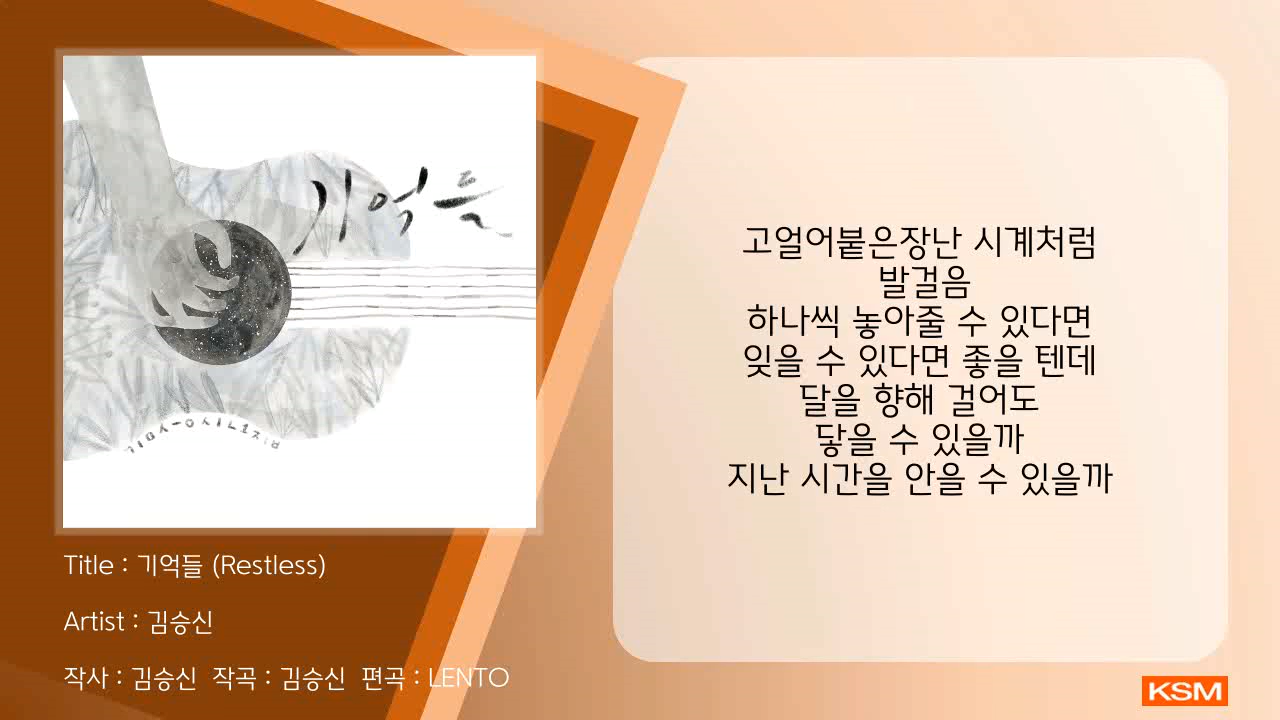 기억들
Title : 기억들 (Restless)
Artist : 김승신
작사 : 김승신 작곡 : 김승신 편곡 : LENTO
고얼어붙은장난 시계처럼
발걸음
하나씩 놓아줄 수 있다면
잊을 수 있다면 좋을 텐데
달을 향해 걸어도
닿을 수 있을까
지난 시간을 안을 수 있을까
KSM